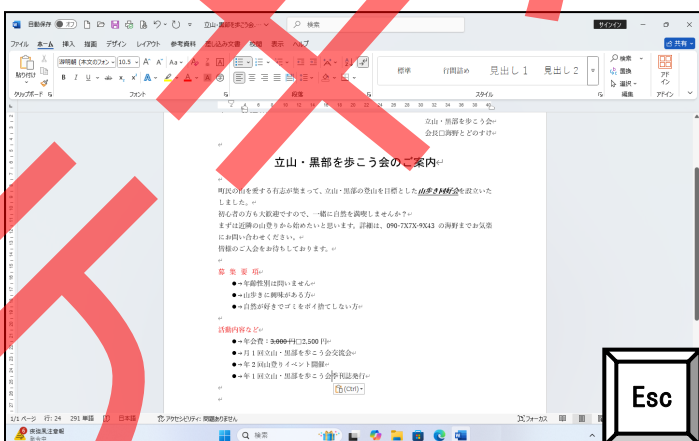 自動保存 オフ 立山・黒部を歩こう会... 検索 サインイン
ファイル ホーム 挿入 描画 デザイン レイアウト 参考資料 差し込み文書 校閲 表示 ヘルプ 共有
貼り付け 游明朝 (本文のフォン 10.5 標準 行間詰め 見出し 1 見出し 2 検索 置換 選択 アドイン
クリップボード フォント 段落 スタイル 編集 アドイン
立山・黒部を歩こう会
会長□海野とどのすけ
立山・黒部を歩こう会のご案内
町民の山を愛する有志が集まって、立山・黒部の登山を目標とした山歩き同好会を設立いた
しました。
初心者の方も大歓迎ですので、一緒に自然を満喫しませんか？
まずは近隣の山登りから始めたいと思います。詳細は、090-7X7X-9X43 の海野までお気楽
にお問い合わせください。
皆様のご入会をお待ちしております。
募 集 要 項
●→年齢性別は問いません
●→山歩きに興味がある方
●→自然が好きでゴミをポイ捨てしない方
活動内容など
●→年会費：3,000 円□2,500 円
●→月 1 回立山・黒部を歩こう会交流会
●→年 2 回山登りイベント開催
●→年 1 回立山・黒部を歩こう会季刊誌発行
(Ctrl)
Esc
1/1 ページ 行: 24 291 単語 日本語 アクセシビリティ: 問題ありません フォーカス
検索